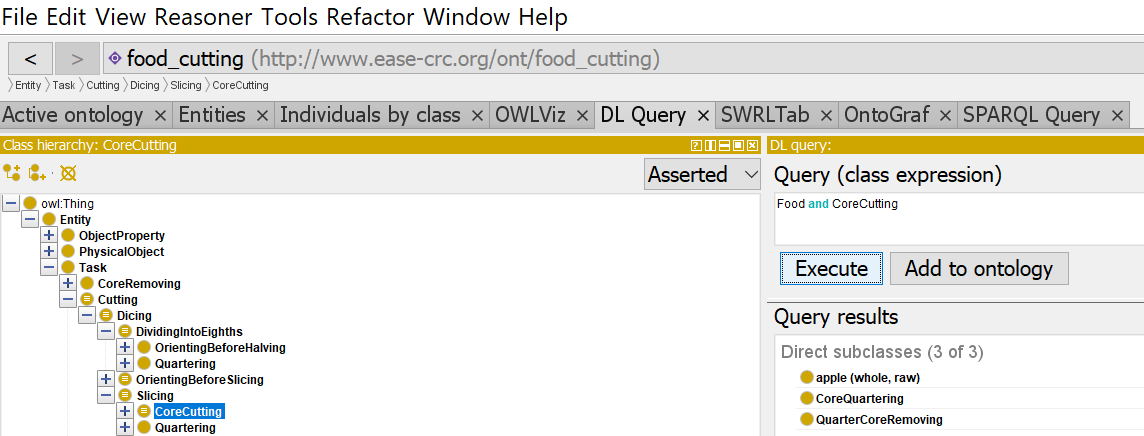 File Edit View Reasoner Tools Refactor Window Help
< > food_cutting (http://www.ease-crc.org/ont/food_cutting)
Entity Task Cutting Dicing Slicing CoreCutting
Active ontology × Entities × Individuals by class × OWLViz × DL Query × SWRLTab × OntoGraf × SPARQL Query ×
Class hierarchy: CoreCutting
Asserted
owl:Thing
Entity
ObjectProperty
PhysicalObject
Task
CoreRemoving
Cutting
Dicing
DividingIntoEighths
OrientingBeforeHalving
Quartering
OrientingBeforeSlicing
Slicing
CoreCutting
Quartering
DL query:
Query (class expression)
Food and CoreCutting
Execute Add to ontology
Query results
Direct subclasses (3 of 3)
apple (whole, raw)
CoreQuartering
QuarterCoreRemoving